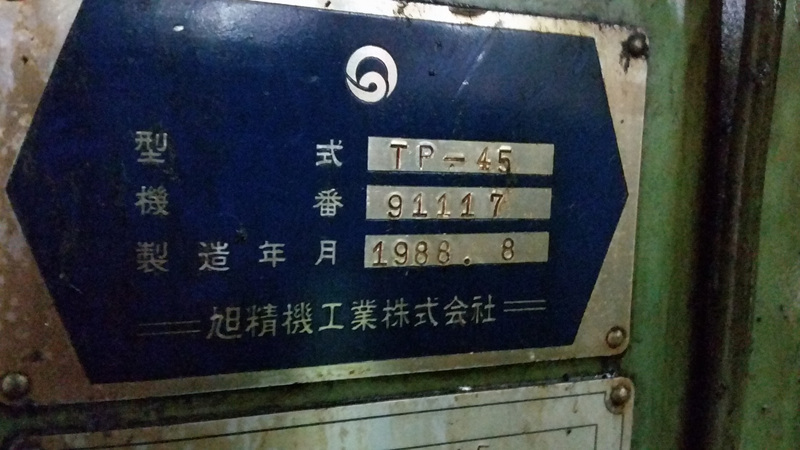 型式 TP-45
機番 91117
製造年月 1988.8
旭精機工業株式会社